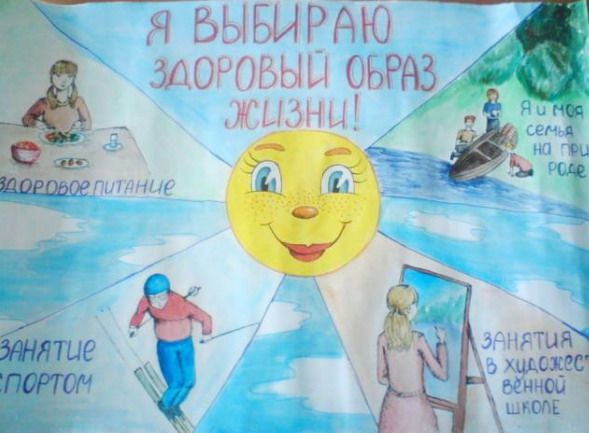 Я ВЫБИРАЮ
ЗДОРОВЫЙ ОБРАЗ
ЖИЗНИ!
ЗДОРОВОЕ ПИТАНИЕ
Я И МОЯ
СЕМЬЯ
НА ПРИ
РОДЕ
ЗАНЯТИЕ
СПОРТОМ
ЗАНЯТИЯ
В ХУДОЖЕСТ
ВЕННОЙ
ШКОЛЕ